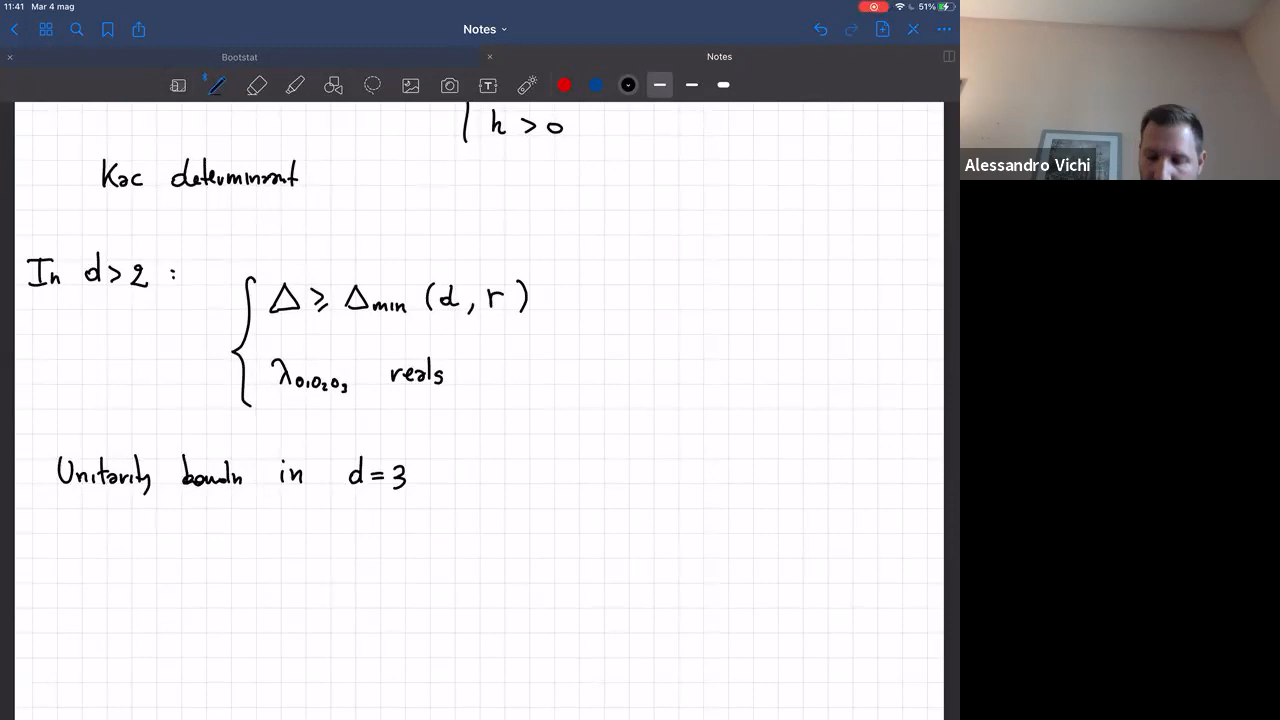 11:41 Mar 4 mag
51%
Notes
Bootstat
Notes
h > 0
Kac determinant
In d > 2 :
Δ ≥ Δmin (d, r)
λO₁O₂O₃ reals
Unitarity bounds in d = 3
Alessandro Vichi